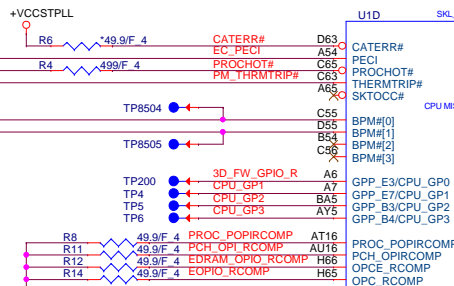 +VCCSTPLL
U1D
SKL_
R6 *49.9/F_4 CATERR# D63 CATERR#
EC_PECI A54 PECI
R4 499/F_4 PROCHOT# C65 PROCHOT#
PM_THRMTRIP# C63 THERMTRIP#
A65 SKTOCC#
CPU MIS
TP8504
C55 BPM#[0]
D55 BPM#[1]
TP8505 B54 BPM#[2]
C56 BPM#[3]
TP200 3D_FW_GPIO_R A6 GPP_E3/CPU_GP0
TP4 CPU_GP1 A7 GPP_E7/CPU_GP1
TP5 CPU_GP2 BA5 GPP_B3/CPU_GP2
TP6 CPU_GP3 AY5 GPP_B4/CPU_GP3
R8 49.9/F_4 PROC_POPIRCOMP AT16 PROC_POPIRCOMP
R11 49.9/F_4 PCH_OPI_RCOMP AU16 PCH_OPIRCOMP
R12 49.9/F_4 EDRAM_OPIO_RCOMP H66 OPCE_RCOMP
R14 49.9/F_4 EOPIO_RCOMP H65 OPC_RCOMP